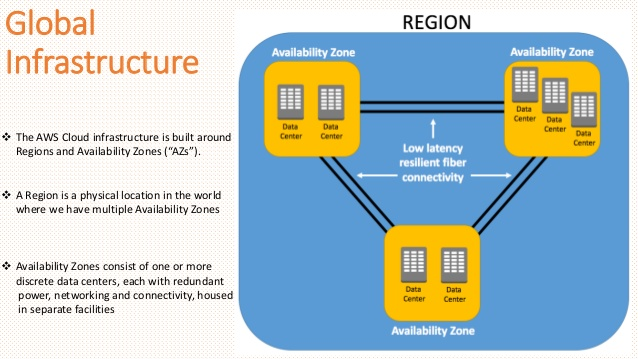 Global
Infrastructure
❖ The AWS Cloud infrastructure is built around
Regions and Availability Zones (“AZs”).
❖ A Region is a physical location in the world
where we have multiple Availability Zones
❖ Availability Zones consist of one or more
discrete data centers, each with redundant
power, networking and connectivity, housed
in separate facilities
REGION
Availability Zone
Availability Zone
Data
Center
Data
Center
Data
Center
Data
Center
Data
Center
Low latency
resilient fiber
connectivity
Data
Center
Data
Center
Availability Zone